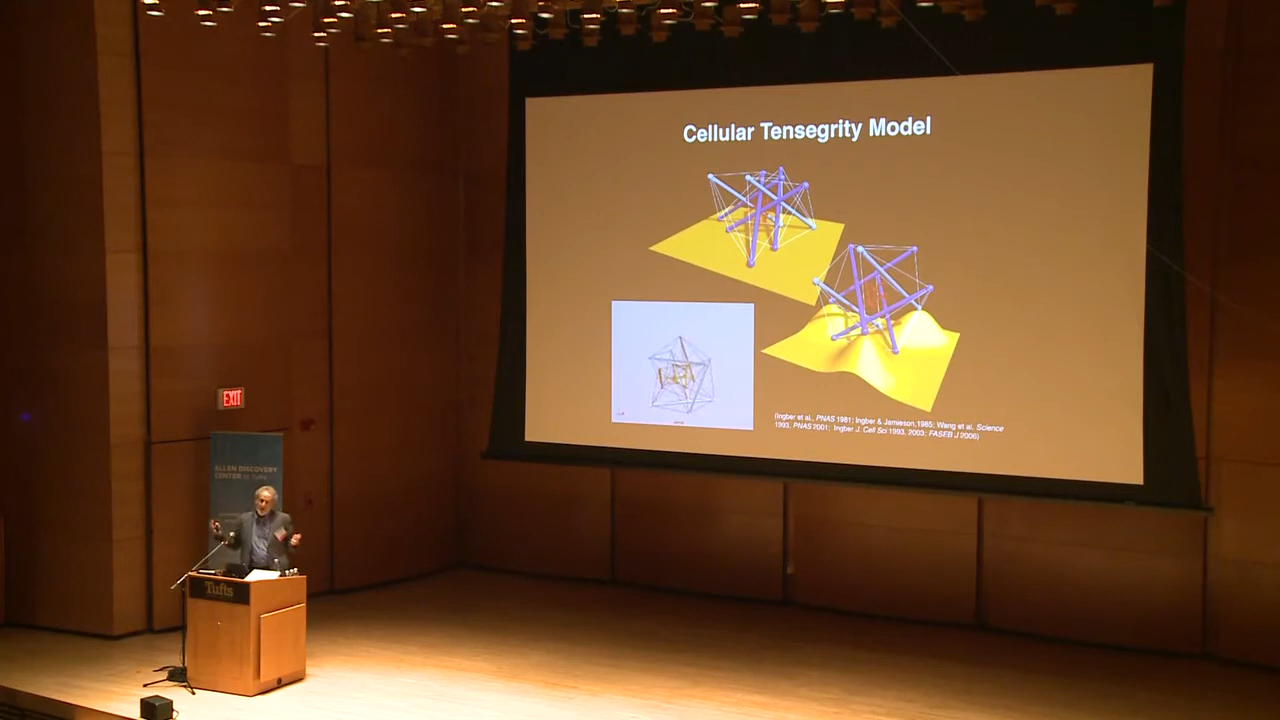 Cellular Tensegrity Model
(Ingber et al., PNAS 1981; Ingber & Jamieson,1985; Wang et al. Science
1993, PNAS 2001; Ingber J. Cell Sci 1993, 2003; FASEB J 2006)
EXIT
ALLEN DISCOVERY
CENTER at Tufts
Tufts